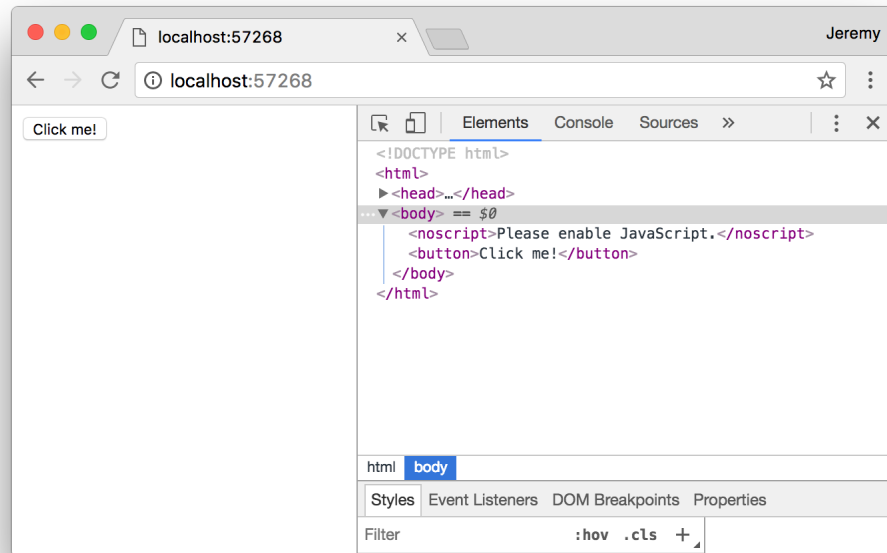 localhost:57268
Jeremy
localhost:57268
Click me!
Elements Console Sources »
<!DOCTYPE html>
<html>
▶<head>…</head>
…▼<body> == $0
<noscript>Please enable JavaScript.</noscript>
<button>Click me!</button>
</body>
</html>
html body
Styles Event Listeners DOM Breakpoints Properties
Filter :hov .cls +